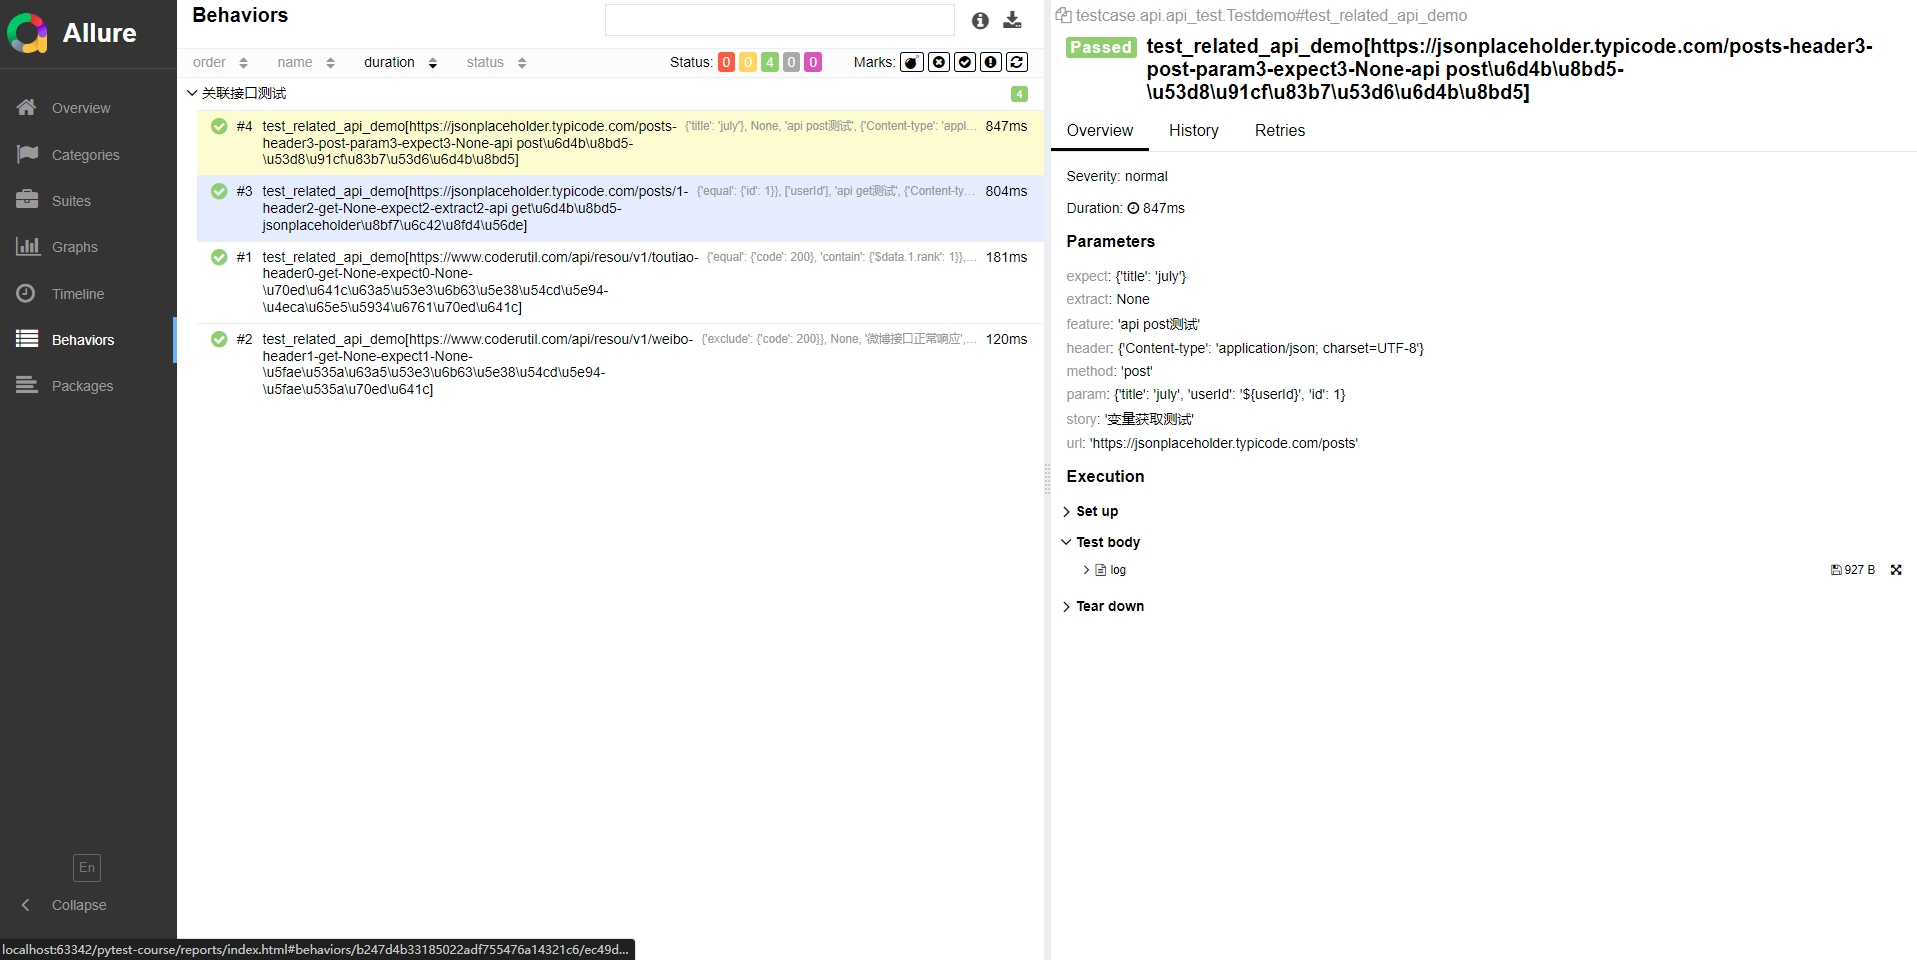 Allure
Overview
Categories
Suites
Graphs
Timeline
Behaviors
Packages
En
Collapse
Behaviors
order name duration status Status: 0 0 4 0 0 Marks:
关联接口测试 4
#4 test_related_api_demo[https://jsonplaceholder.typicode.com/posts- {'title': 'july'}, None, 'api post测试', {'Content-type': 'appl... 847ms
header3-post-param3-expect3-None-api post\u6d4b\u8bd5-
\u53d8\u91cf\u83b7\u53d6\u6d4b\u8bd5]
#3 test_related_api_demo[https://jsonplaceholder.typicode.com/posts/1- {'equal': {'id': 1}}, ['userId'], 'api get测试', {'Content-ty... 804ms
header2-get-None-expect2-extract2-api get\u6d4b\u8bd5-
jsonplaceholder\u8bf7\u6c42\u8fd4\u56de]
#1 test_related_api_demo[https://www.coderutil.com/api/resou/v1/toutiao- {'equal': {'code': 200}, 'contain': {'$data.1.rank': 1}},... 181ms
header0-get-None-expect0-None-
\u70ed\u641c\u63a5\u53e3\u6b63\u5e38\u54cd\u5e94-
\u4eca\u65e5\u5934\u6761\u70ed\u641c]
#2 test_related_api_demo[https://www.coderutil.com/api/resou/v1/weibo- {'exclude': {'code': 200}}, None, '微博接口正常响应',... 120ms
header1-get-None-expect1-None-
\u5fae\u535a\u63a5\u53e3\u6b63\u5e38\u54cd\u5e94-
\u5fae\u535a\u70ed\u641c]
testcase.api.api_test.Testdemo#test_related_api_demo
Passed test_related_api_demo[https://jsonplaceholder.typicode.com/posts-header3-
post-param3-expect3-None-api post\u6d4b\u8bd5-
\u53d8\u91cf\u83b7\u53d6\u6d4b\u8bd5]
Overview History Retries
Severity: normal
Duration: 847ms
Parameters
expect: {'title': 'july'}
extract: None
feature: 'api post测试'
header: {'Content-type': 'application/json; charset=UTF-8'}
method: 'post'
param: {'title': 'july', 'userId': '${userId}', 'id': 1}
story: '变量获取测试'
url: 'https://jsonplaceholder.typicode.com/posts'
Execution
Set up
Test body
log 927 B
Tear down
localhost:63342/pytest-course/reports/index.html#behaviors/b247d4b33185022adf755476a14321c6/ec49d...